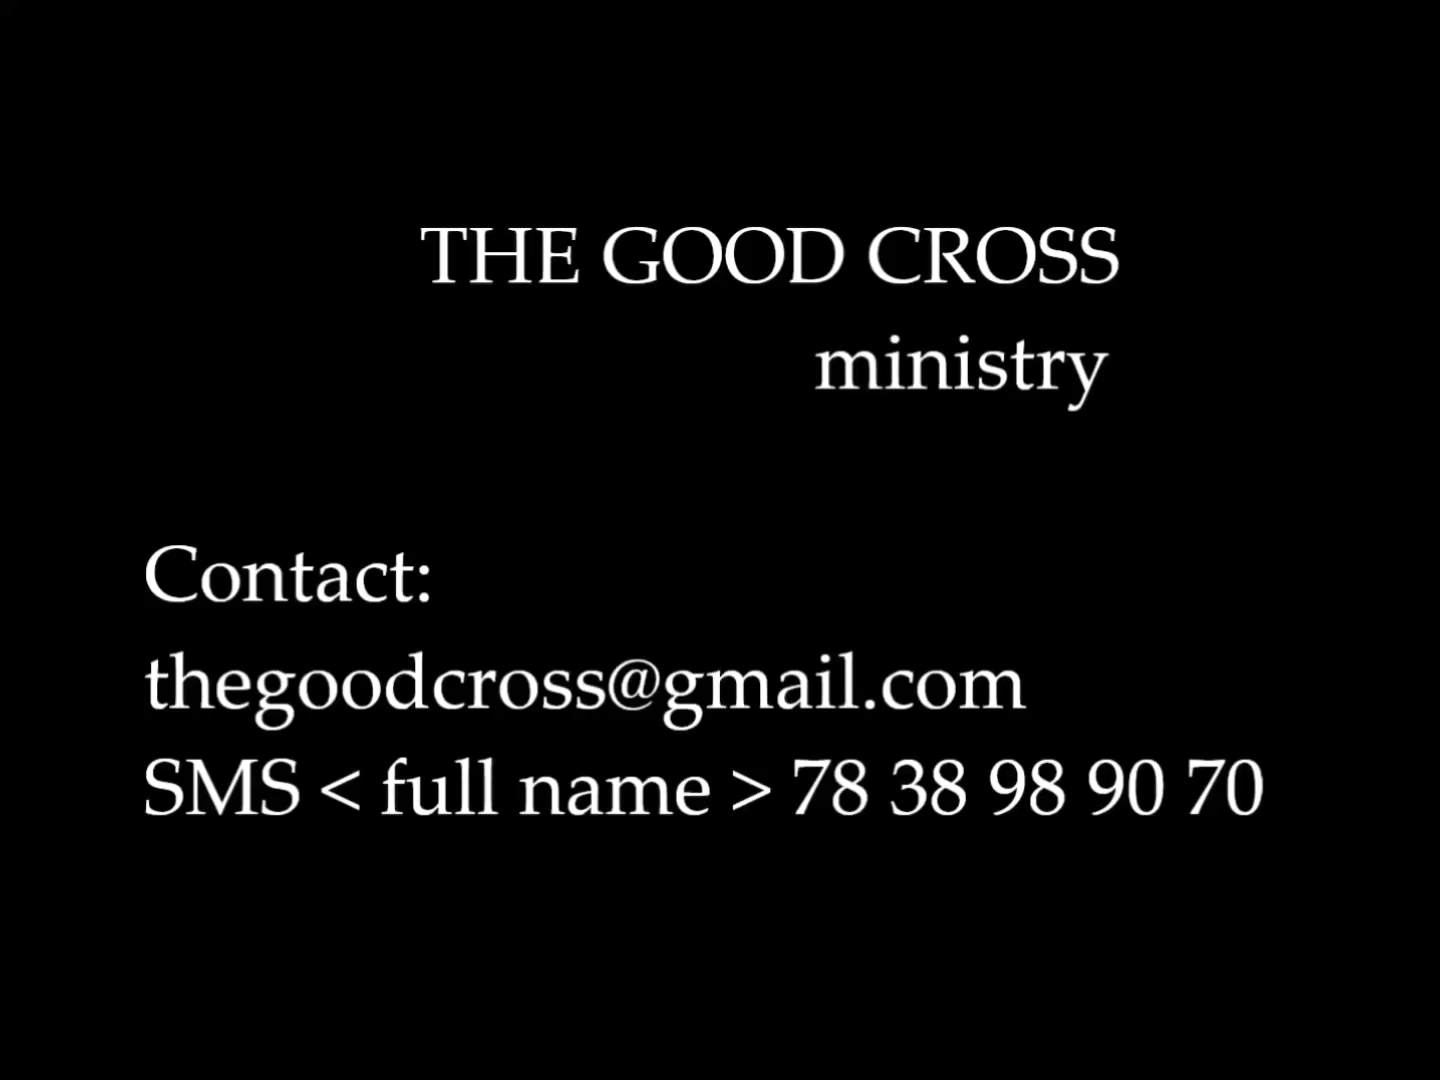 THE GOOD CROSS
ministry
Contact:
thegoodcross@gmail.com
SMS < full name > 78 38 98 90 70